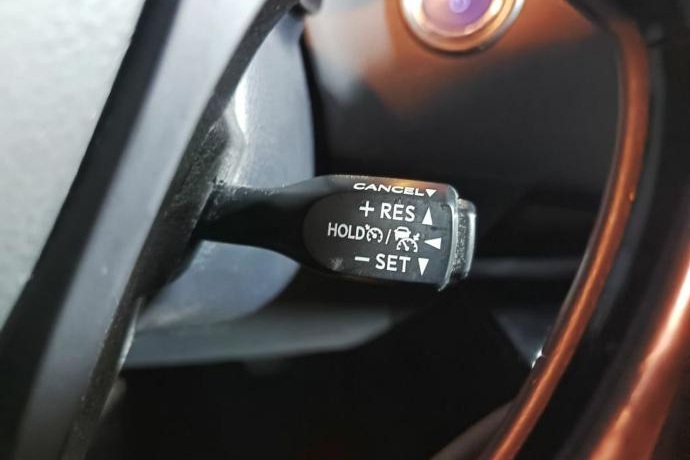 CANCEL▼
+ RES ▲
HOLD / ◀
− SET ▼